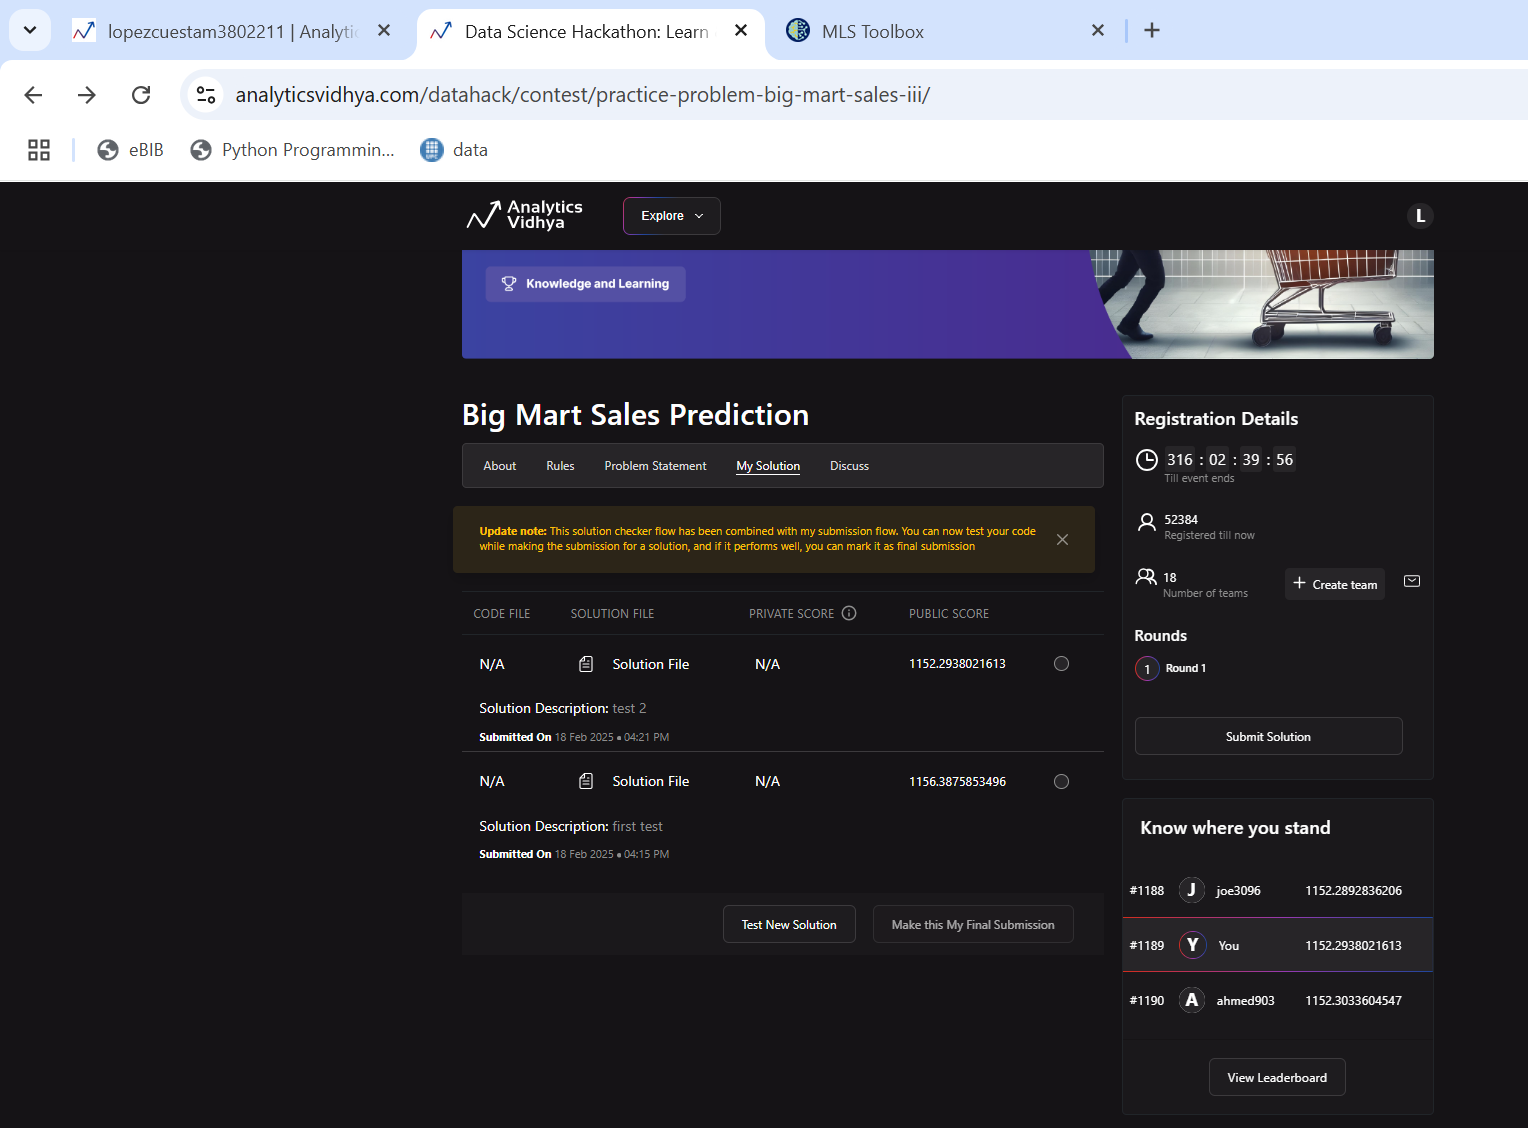 lopezcuestam3802211 | Analytic
Data Science Hackathon: Learn
MLS Toolbox
analyticsvidhya.com/datahack/contest/practice-problem-big-mart-sales-iii/
eBIB
Python Programmin...
UPC
data
Analytics
Vidhya
Explore
L
Knowledge and Learning
Big Mart Sales Prediction
About Rules Problem Statement My Solution Discuss
Update note: This solution checker flow has been combined with my submission flow. You can now test your code
while making the submission for a solution, and if it performs well, you can mark it as final submission
CODE FILE SOLUTION FILE PRIVATE SCORE PUBLIC SCORE
N/A Solution File N/A 1152.2938021613
Solution Description: test 2
Submitted On 18 Feb 2025 • 04:21 PM
N/A Solution File N/A 1156.3875853496
Solution Description: first test
Submitted On 18 Feb 2025 • 04:15 PM
Test New Solution
Make this My Final Submission
Registration Details
316 : 02 : 39 : 56
Till event ends
52384
Registered till now
18
Number of teams
+ Create team
Rounds
1 Round 1
Submit Solution
Know where you stand
#1188 J joe3096 1152.2892836206
#1189 Y You 1152.2938021613
#1190 A ahmed903 1152.3033604547
View Leaderboard